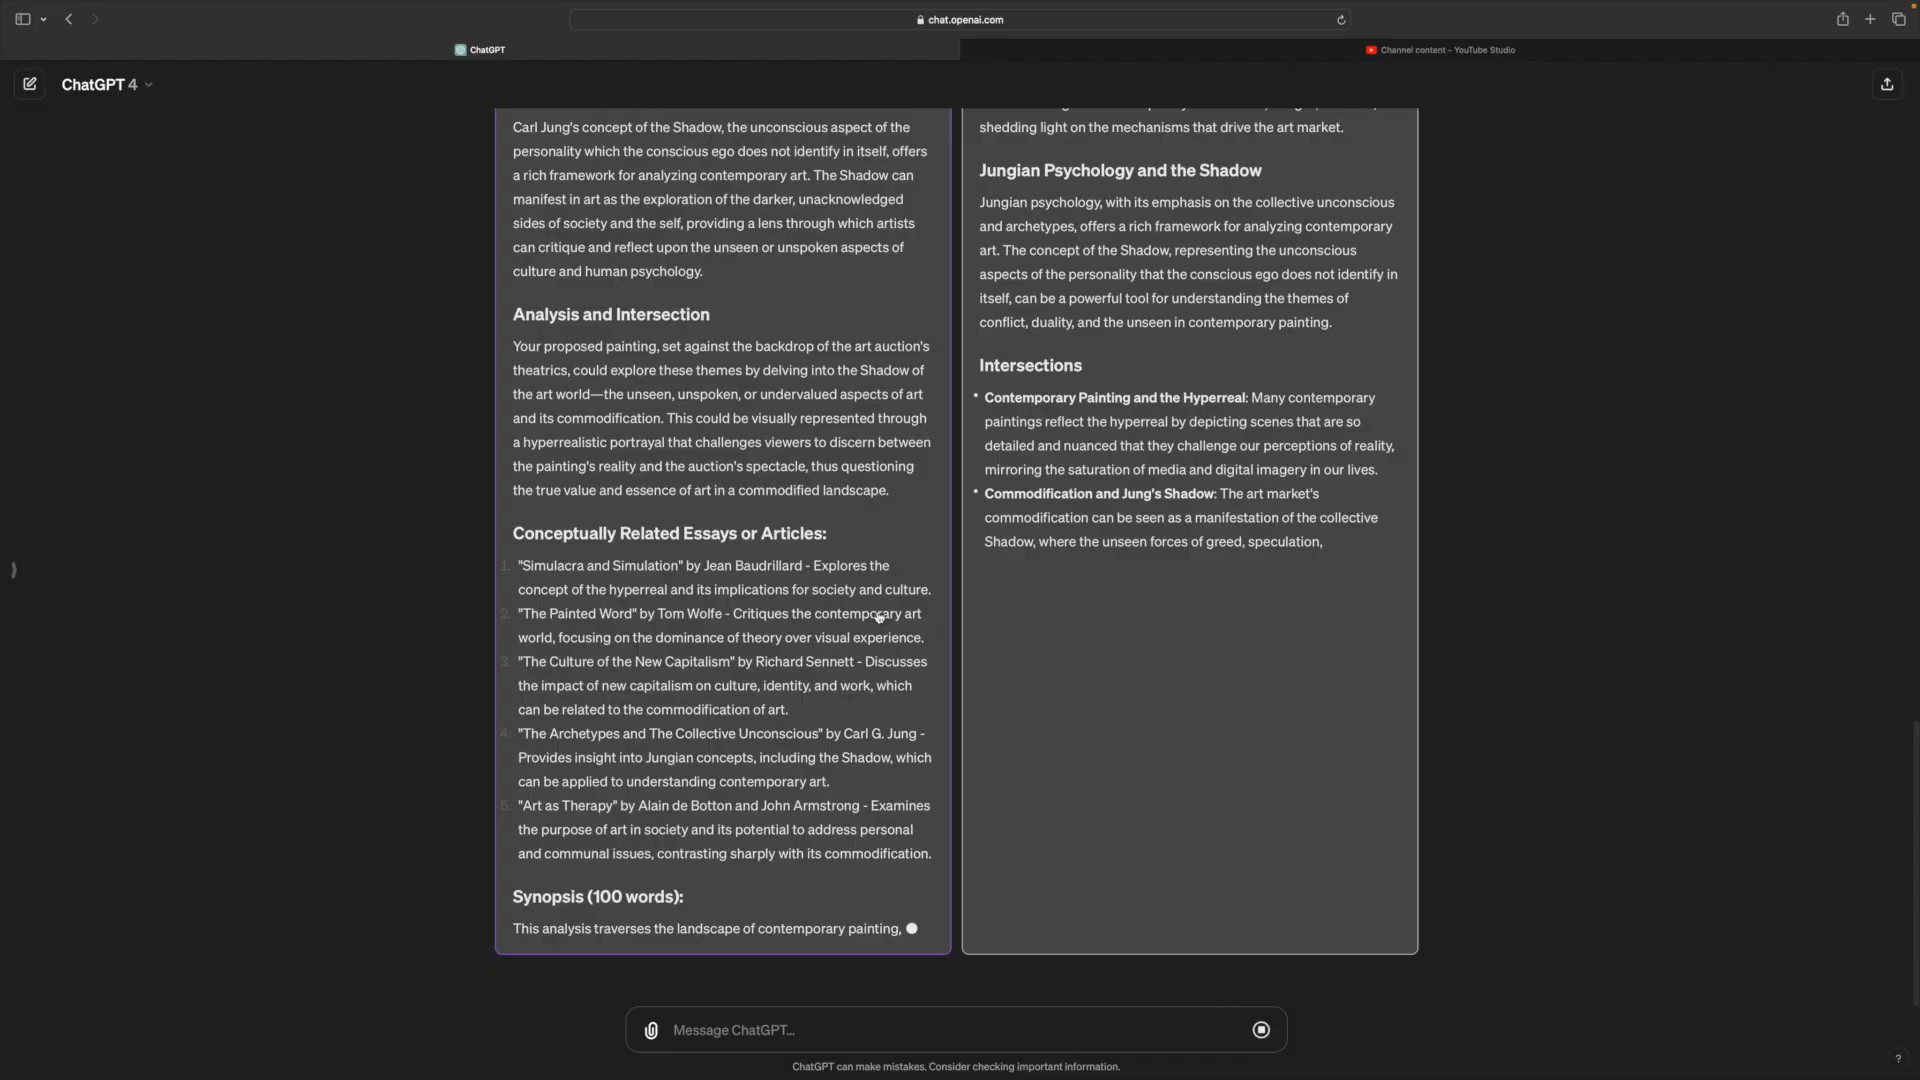 chat.openai.com
ChatGPT
Channel content - YouTube Studio
ChatGPT 4
Carl Jung's concept of the Shadow, the unconscious aspect of the
personality which the conscious ego does not identify in itself, offers
a rich framework for analyzing contemporary art. The Shadow can
manifest in art as the exploration of the darker, unacknowledged
sides of society and the self, providing a lens through which artists
can critique and reflect upon the unseen or unspoken aspects of
culture and human psychology.
Analysis and Intersection
Your proposed painting, set against the backdrop of the art auction's
theatrics, could explore these themes by delving into the Shadow of
the art world—the unseen, unspoken, or undervalued aspects of art
and its commodification. This could be visually represented through
a hyperrealistic portrayal that challenges viewers to discern between
the painting's reality and the auction's spectacle, thus questioning
the true value and essence of art in a commodified landscape.
Conceptually Related Essays or Articles:
1. "Simulacra and Simulation" by Jean Baudrillard - Explores the
concept of the hyperreal and its implications for society and culture.
2. "The Painted Word" by Tom Wolfe - Critiques the contemporary art
world, focusing on the dominance of theory over visual experience.
3. "The Culture of the New Capitalism" by Richard Sennett - Discusses
the impact of new capitalism on culture, identity, and work, which
can be related to the commodification of art.
4. "The Archetypes and The Collective Unconscious" by Carl G. Jung -
Provides insight into Jungian concepts, including the Shadow, which
can be applied to understanding contemporary art.
5. "Art as Therapy" by Alain de Botton and John Armstrong - Examines
the purpose of art in society and its potential to address personal
and communal issues, contrasting sharply with its commodification.
Synopsis (100 words):
This analysis traverses the landscape of contemporary painting,
shedding light on the mechanisms that drive the art market.
Jungian Psychology and the Shadow
Jungian psychology, with its emphasis on the collective unconscious
and archetypes, offers a rich framework for analyzing contemporary
art. The concept of the Shadow, representing the unconscious
aspects of the personality that the conscious ego does not identify in
itself, can be a powerful tool for understanding the themes of
conflict, duality, and the unseen in contemporary painting.
Intersections
• Contemporary Painting and the Hyperreal: Many contemporary
paintings reflect the hyperreal by depicting scenes that are so
detailed and nuanced that they challenge our perceptions of reality,
mirroring the saturation of media and digital imagery in our lives.
• Commodification and Jung's Shadow: The art market's
commodification can be seen as a manifestation of the collective
Shadow, where the unseen forces of greed, speculation,
Message ChatGPT...
ChatGPT can make mistakes. Consider checking important information.
?